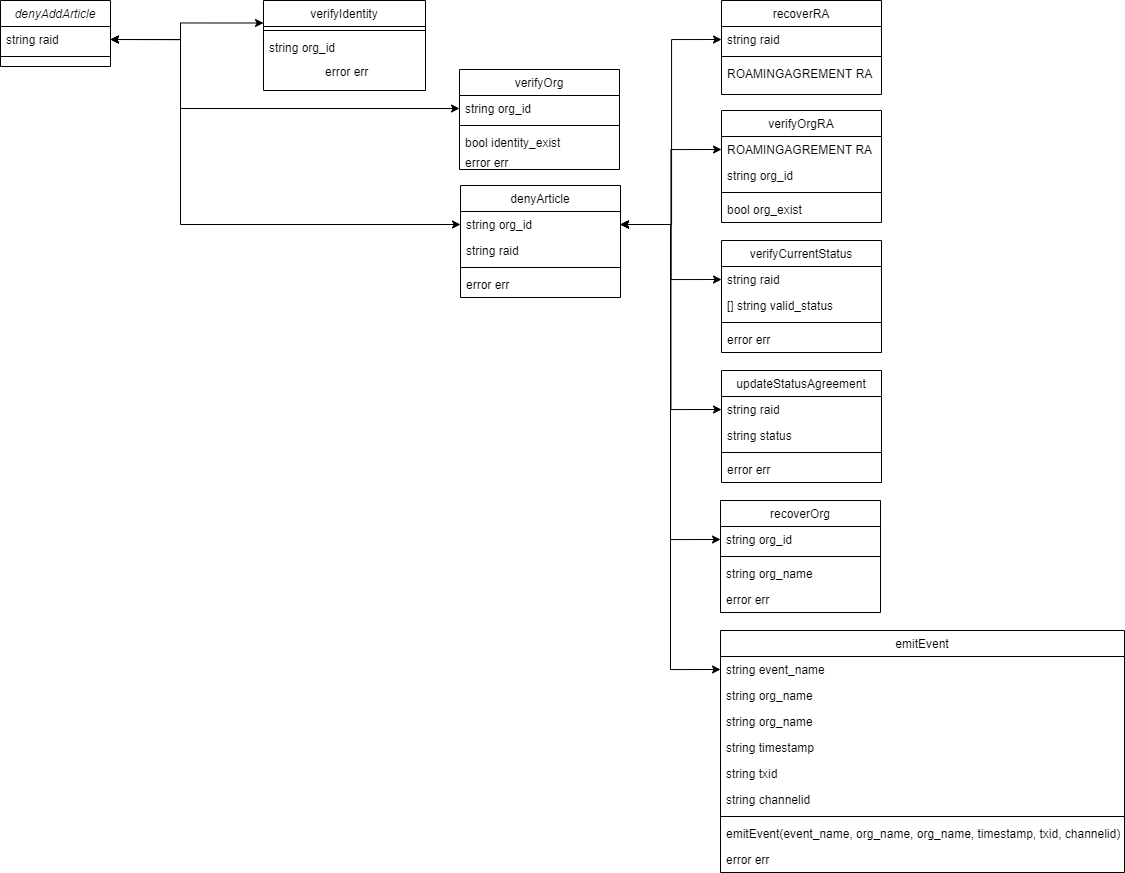 denyAddArticle
string raid
verifyIdentity
string org_id
error err
verifyOrg
string org_id
bool identity_exist
error err
denyArticle
string org_id
string raid
error err
recoverRA
string raid
ROAMINGAGREMENT RA
verifyOrgRA
ROAMINGAGREMENT RA
string org_id
bool org_exist
verifyCurrentStatus
string raid
[] string valid_status
error err
updateStatusAgreement
string raid
string status
error err
recoverOrg
string org_id
string org_name
error err
emitEvent
string event_name
string org_name
string org_name
string timestamp
string txid
string channelid
emitEvent(event_name, org_name, org_name, timestamp, txid, channelid)
error err